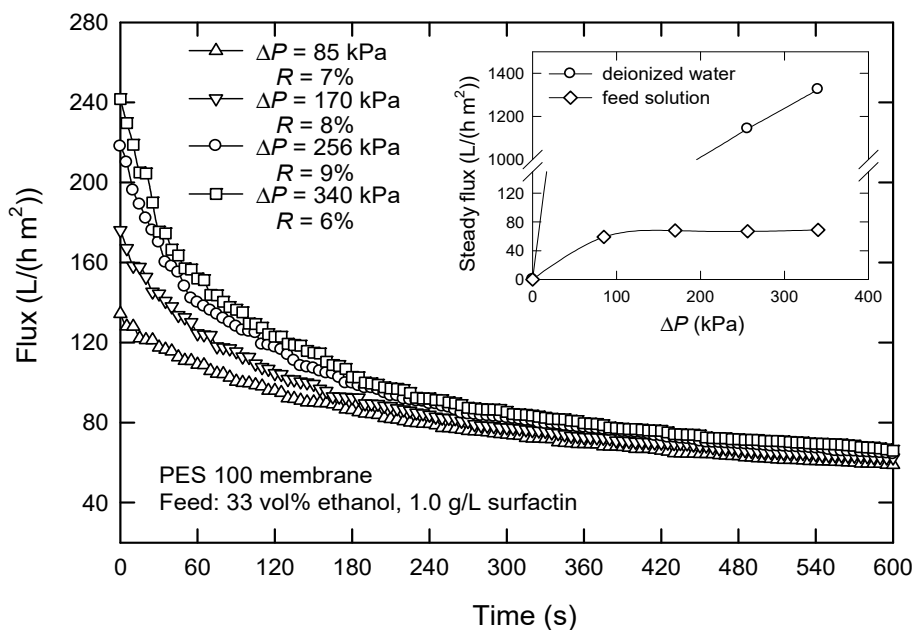 280
240
200
160
120
80
40
Flux (L/(h m²))
0 60 120 180 240 300 360 420 480 540 600
Time (s)
ΔP = 85 kPa
R = 7%
ΔP = 170 kPa
R = 8%
ΔP = 256 kPa
R = 9%
ΔP = 340 kPa
R = 6%
PES 100 membrane
Feed: 33 vol% ethanol, 1.0 g/L surfactin
deionized water
feed solution
1400
1200
1000
120
80
40
0
Steady flux (L/(h m²))
0 100 200 300 400
ΔP (kPa)